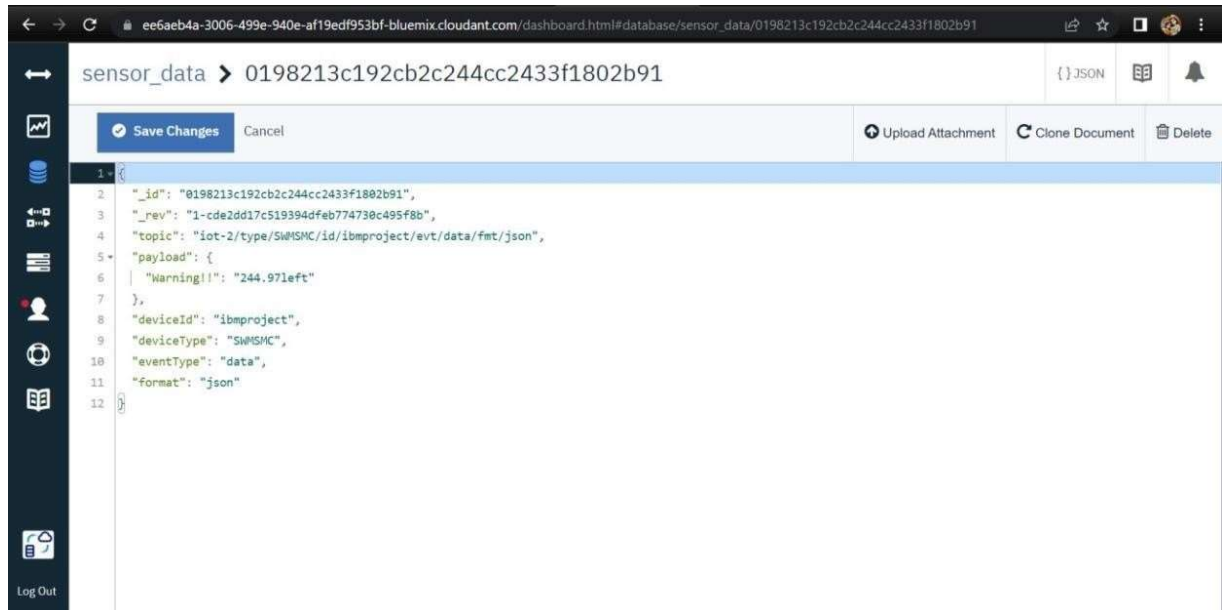 ee6aeb4a-3006-499e-940e-af19edf953bf-bluemix.cloudant.com/dashboard.html#database/sensor_data/0198213c192cb2c244cc2433f1802b91
sensor_data > 0198213c192cb2c244cc2433f1802b91
{ } JSON
Save Changes Cancel
Upload Attachment Clone Document Delete
1 {
2 "_id": "0198213c192cb2c244cc2433f1802b91",
3 "_rev": "1-cde2dd17c519394dfeb774730c495f8b",
4 "topic": "iot-2/type/SWMSMC/id/ibmproject/evt/data/fmt/json",
5 "payload": {
6 "Warning!!": "244.97left"
7 },
8 "deviceId": "ibmproject",
9 "deviceType": "SWMSMC",
10 "eventType": "data",
11 "format": "json"
12 }
Log Out